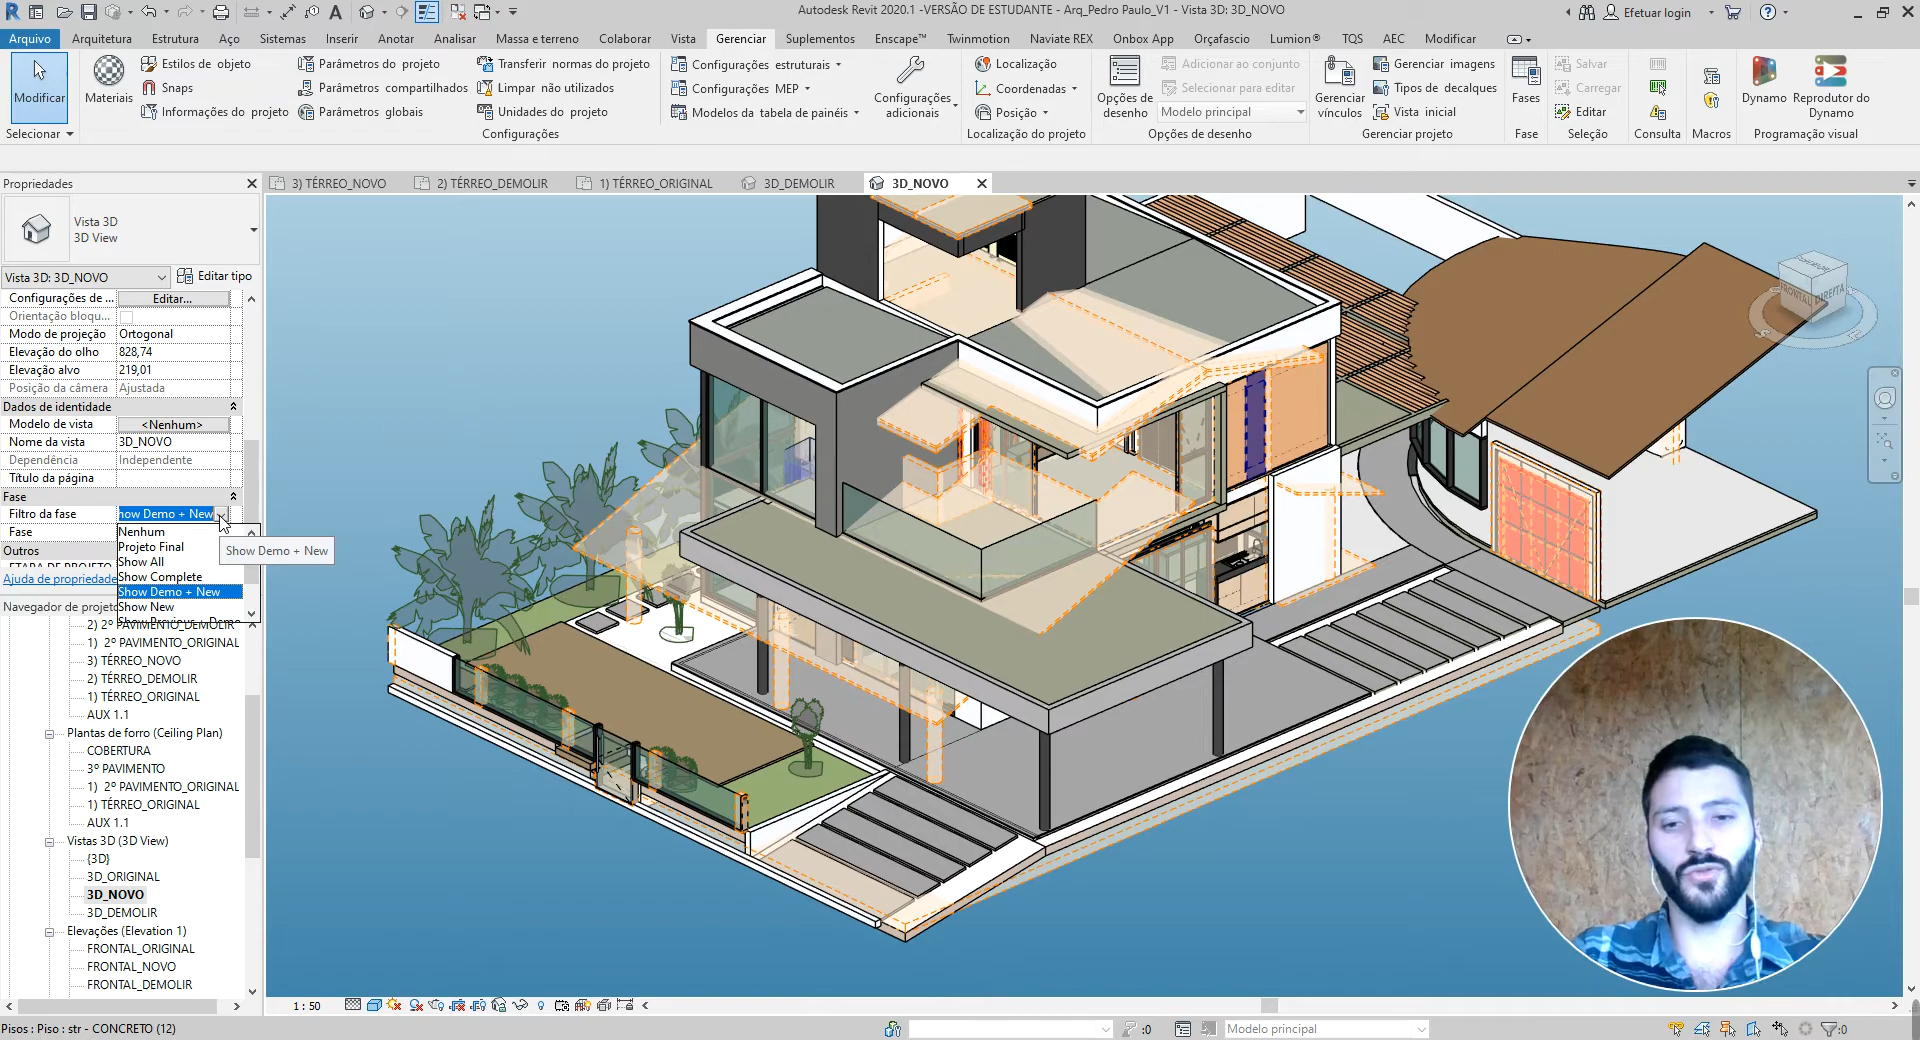 Autodesk Revit 2020.1 -VERSÃO DE ESTUDANTE - Arq_Pedro Paulo_V1 - Vista 3D: 3D_NOVO
Efetuar login
Arquivo Arquitetura Estrutura Aço Sistemas Inserir Anotar Analisar Massa e terreno Colaborar Vista Gerenciar Suplementos Enscape™ Twinmotion Naviate REX Onbox App Orçafascio Lumion® TQS AEC Modificar
Modificar
Selecionar
Materiais
Estilos de objeto
Snaps
Informações do projeto
Parâmetros do projeto
Parâmetros compartilhados
Parâmetros globais
Transferir normas do projeto
Limpar não utilizados
Unidades do projeto
Configurações
Configurações estruturais
Configurações MEP
Modelos da tabela de painéis
Configurações adicionais
Localização
Coordenadas
Posição
Localização do projeto
Opções de desenho
Adicionar ao conjunto
Selecionar para editar
Modelo principal
Opções de desenho
Gerenciar vínculos
Gerenciar imagens
Tipos de decalques
Vista inicial
Gerenciar projeto
Fases
Fase
Salvar
Carregar
Editar
Seleção
Consulta
Macros
Dynamo
Reprodutor do Dynamo
Programação visual
Propriedades
3) TÉRREO_NOVO
2) TÉRREO_DEMOLIR
1) TÉRREO_ORIGINAL
3D_DEMOLIR
3D_NOVO
Vista 3D
3D View
Vista 3D: 3D_NOVO
Editar tipo
Configurações de ... Editar...
Orientação bloqu...
Modo de projeção Ortogonal
Elevação do olho 828,74
Elevação alvo 219,01
Posição da câmera Ajustada
Dados de identidade
Modelo de vista <Nenhum>
Nome da vista 3D_NOVO
Dependência Independente
Título da página
Fase
Filtro da fase how Demo + New
Fase
Outros
ETAPA DE PROJETO
Ajuda de propriedade
Nenhum
Projeto Final
Show All
Show Complete
Show Demo + New
Show New
Show Previous + Demo
Show Demo + New
Navegador de projeto
2) 2º PAVIMENTO_DEMOLIR
1) 2º PAVIMENTO_ORIGINAL
3) TÉRREO_NOVO
2) TÉRREO_DEMOLIR
1) TÉRREO_ORIGINAL
AUX 1.1
Plantas de forro (Ceiling Plan)
COBERTURA
3º PAVIMENTO
1) 2º PAVIMENTO_ORIGINAL
1) TÉRREO_ORIGINAL
AUX 1.1
Vistas 3D (3D View)
{3D}
3D_ORIGINAL
3D_NOVO
3D_DEMOLIR
Elevações (Elevation 1)
FRONTAL_ORIGINAL
FRONTAL_NOVO
FRONTAL_DEMOLIR
FRONTAL DIREITA
1 : 50
Pisos : Piso : str - CONCRETO (12)
:0
Modelo principal
:0